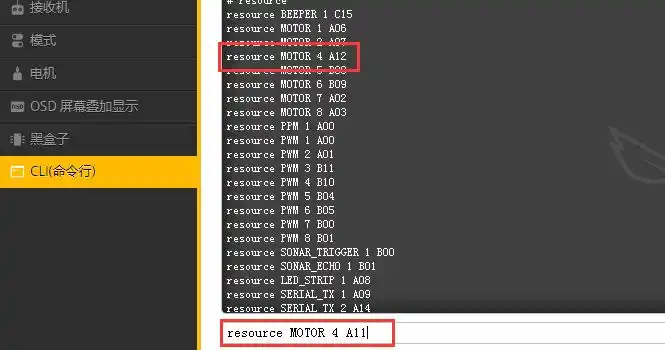 接收机
模式
电机
OSD 屏幕叠加显示
黑盒子
CLI(命令行)
# resource
resource BEEPER 1 C15
resource MOTOR 1 A06
resource MOTOR 2 A07
resource MOTOR 4 A12
resource MOTOR 5 B08
resource MOTOR 6 B09
resource MOTOR 7 A02
resource MOTOR 8 A03
resource PPM 1 A00
resource PWM 1 A00
resource PWM 2 A01
resource PWM 3 B11
resource PWM 4 B10
resource PWM 5 B04
resource PWM 6 B05
resource PWM 7 B00
resource PWM 8 B01
resource SONAR_TRIGGER 1 B00
resource SONAR_ECHO 1 B01
resource LED_STRIP 1 A08
resource SERIAL_TX 1 A09
resource SERIAL_TX 2 A14
resource MOTOR 4 A11